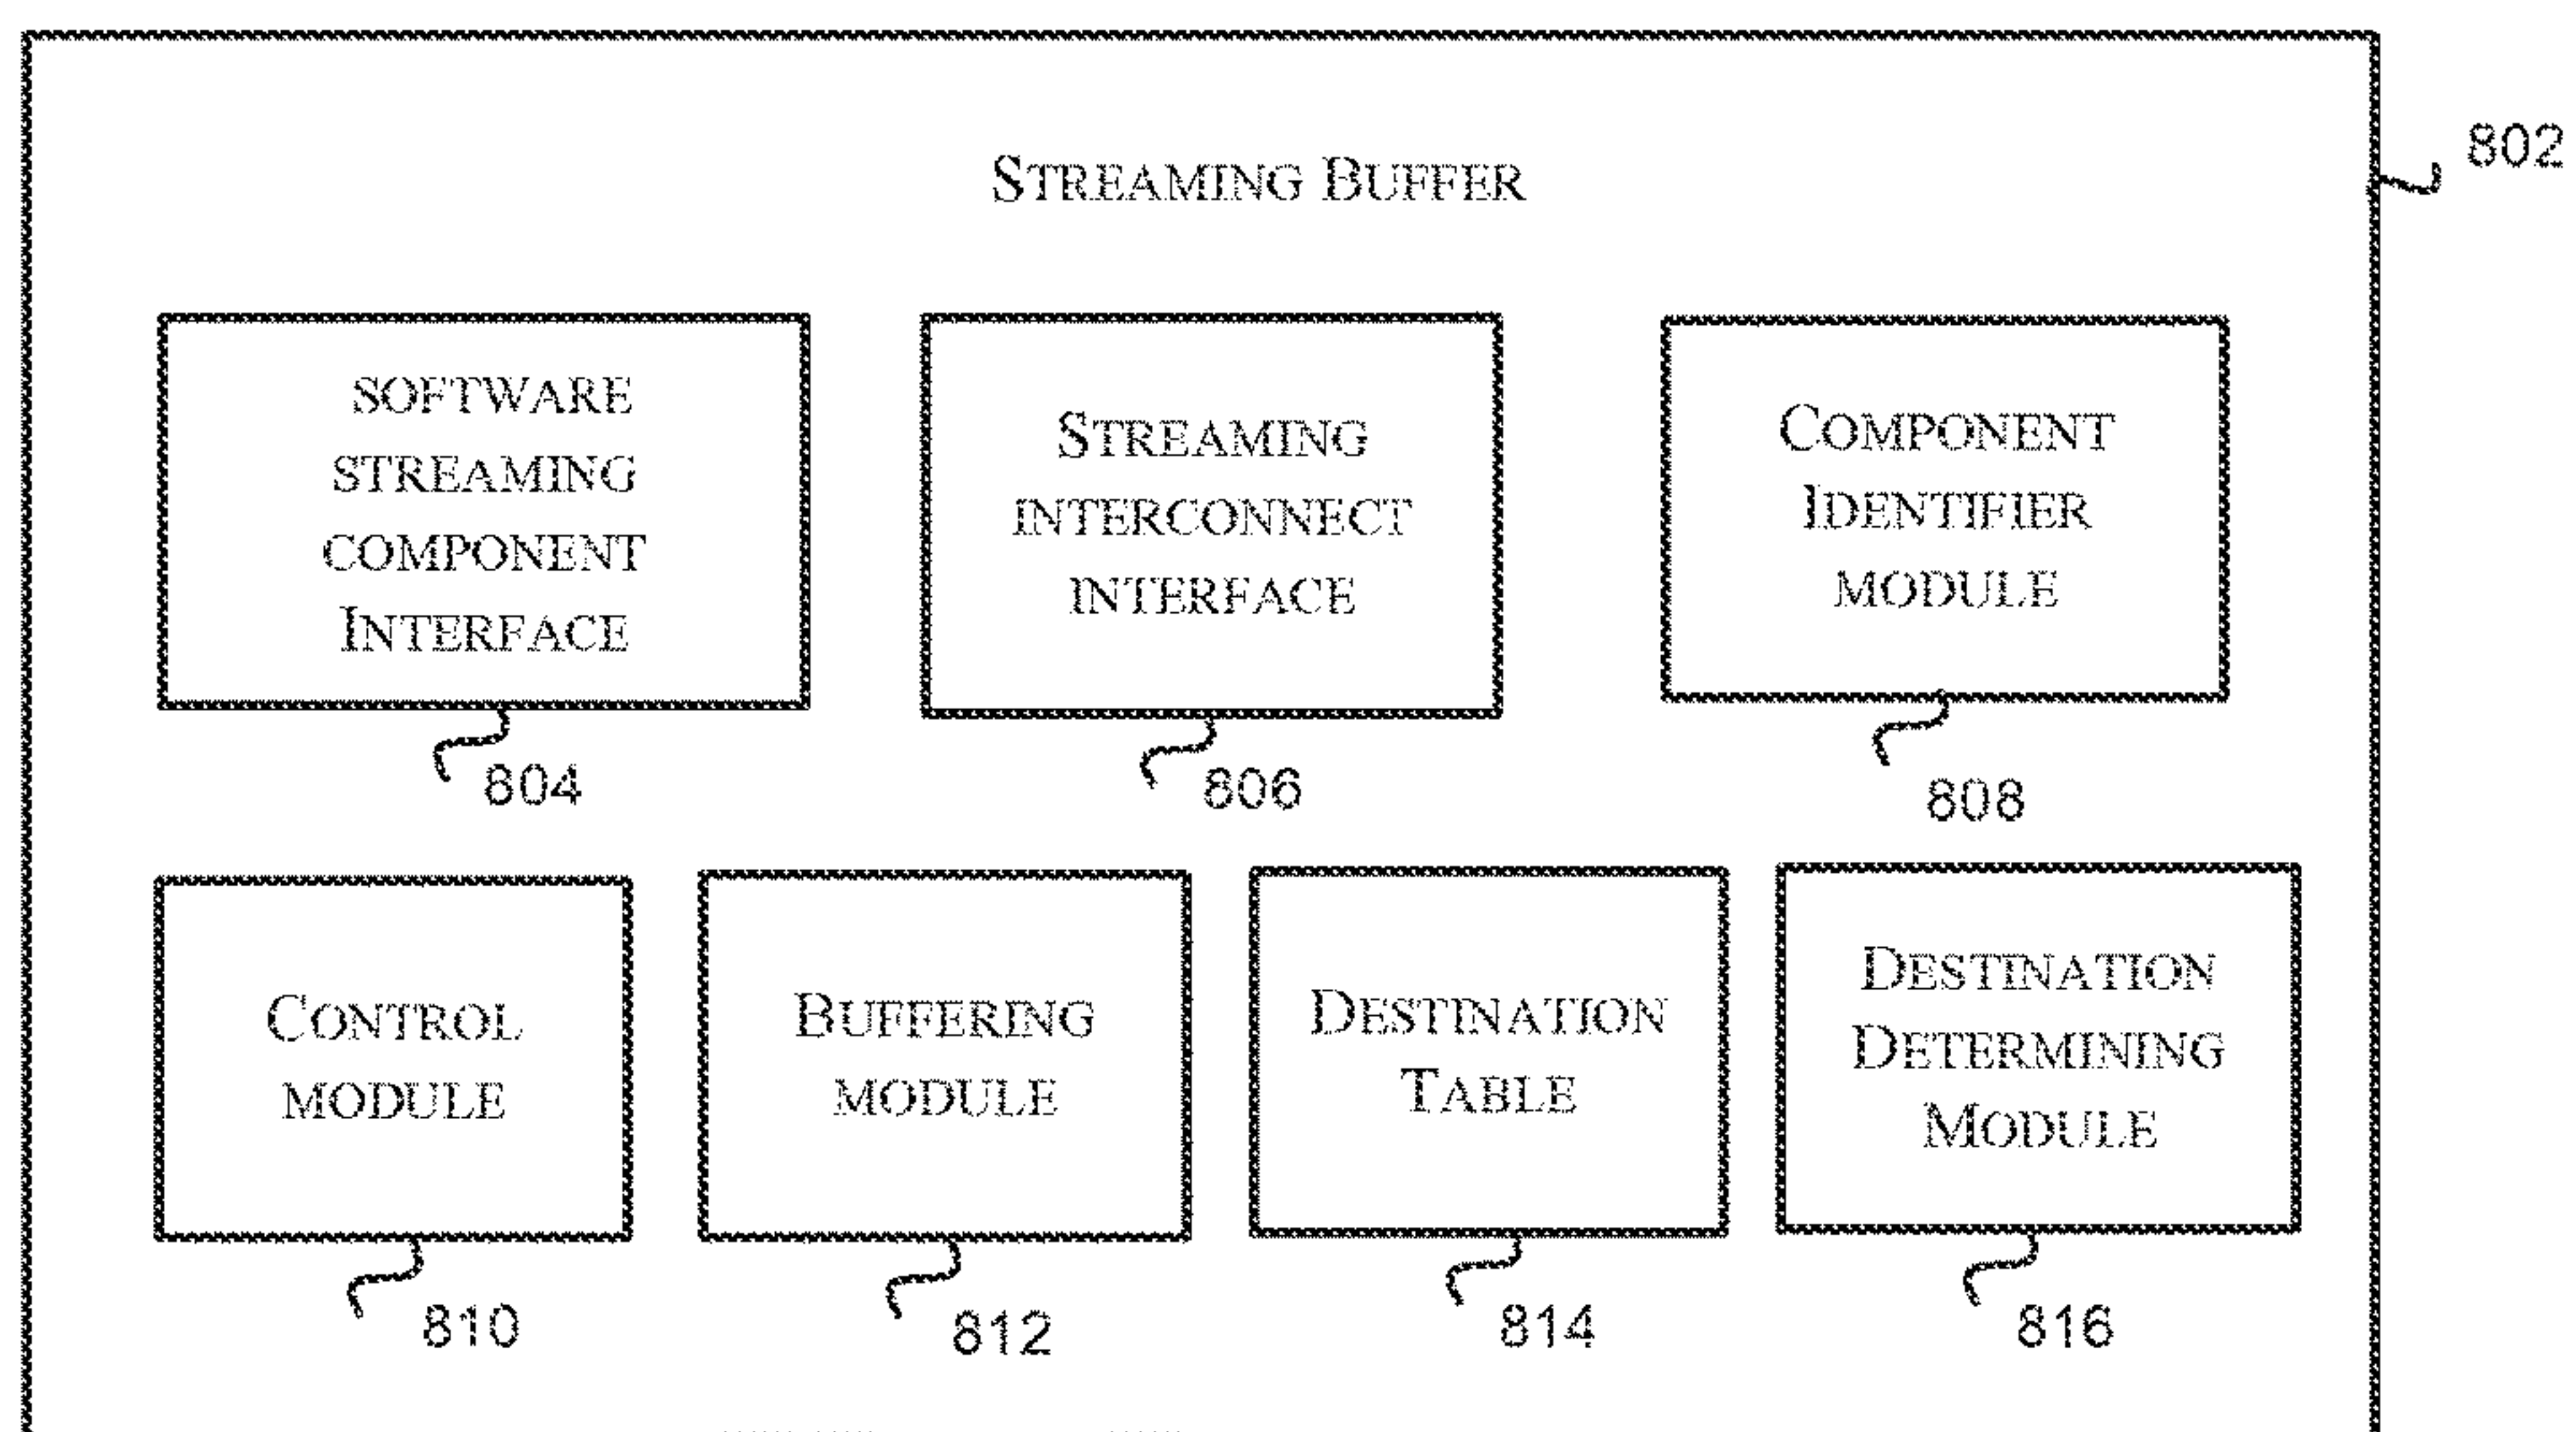 STREAMING BUFFER
802
SOFTWARE
STREAMING
COMPONENT
INTERFACE
804
STREAMING
INTERCONNECT
INTERFACE
806
COMPONENT
IDENTIFIER
MODULE
808
CONTROL
MODULE
810
BUFFERING
MODULE
812
DESTINATION
TABLE
814
DESTINATION
DETERMINING
MODULE
816